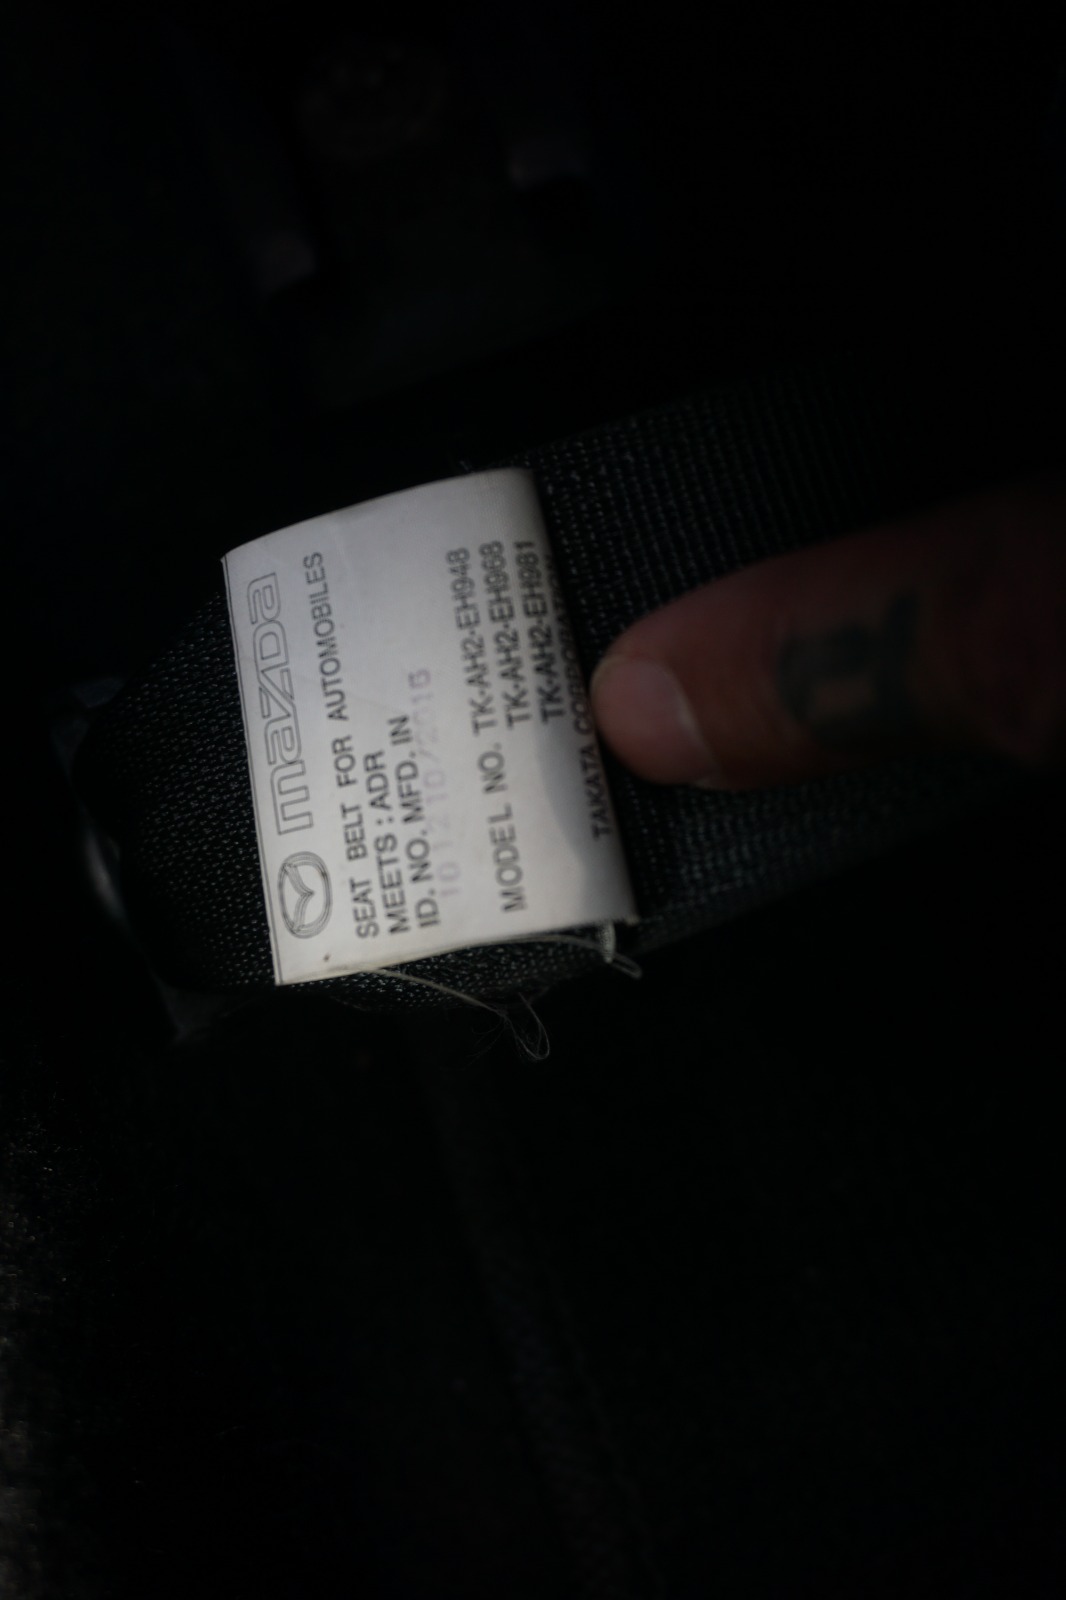 mazda
SEAT BELT FOR AUTOMOBILES
MEETS : ADR
ID. NO. MFD. IN
MODEL NO. TK-AH2-EH948
TK-AH2-EH968
TK-AH2-EH981
TAKATA